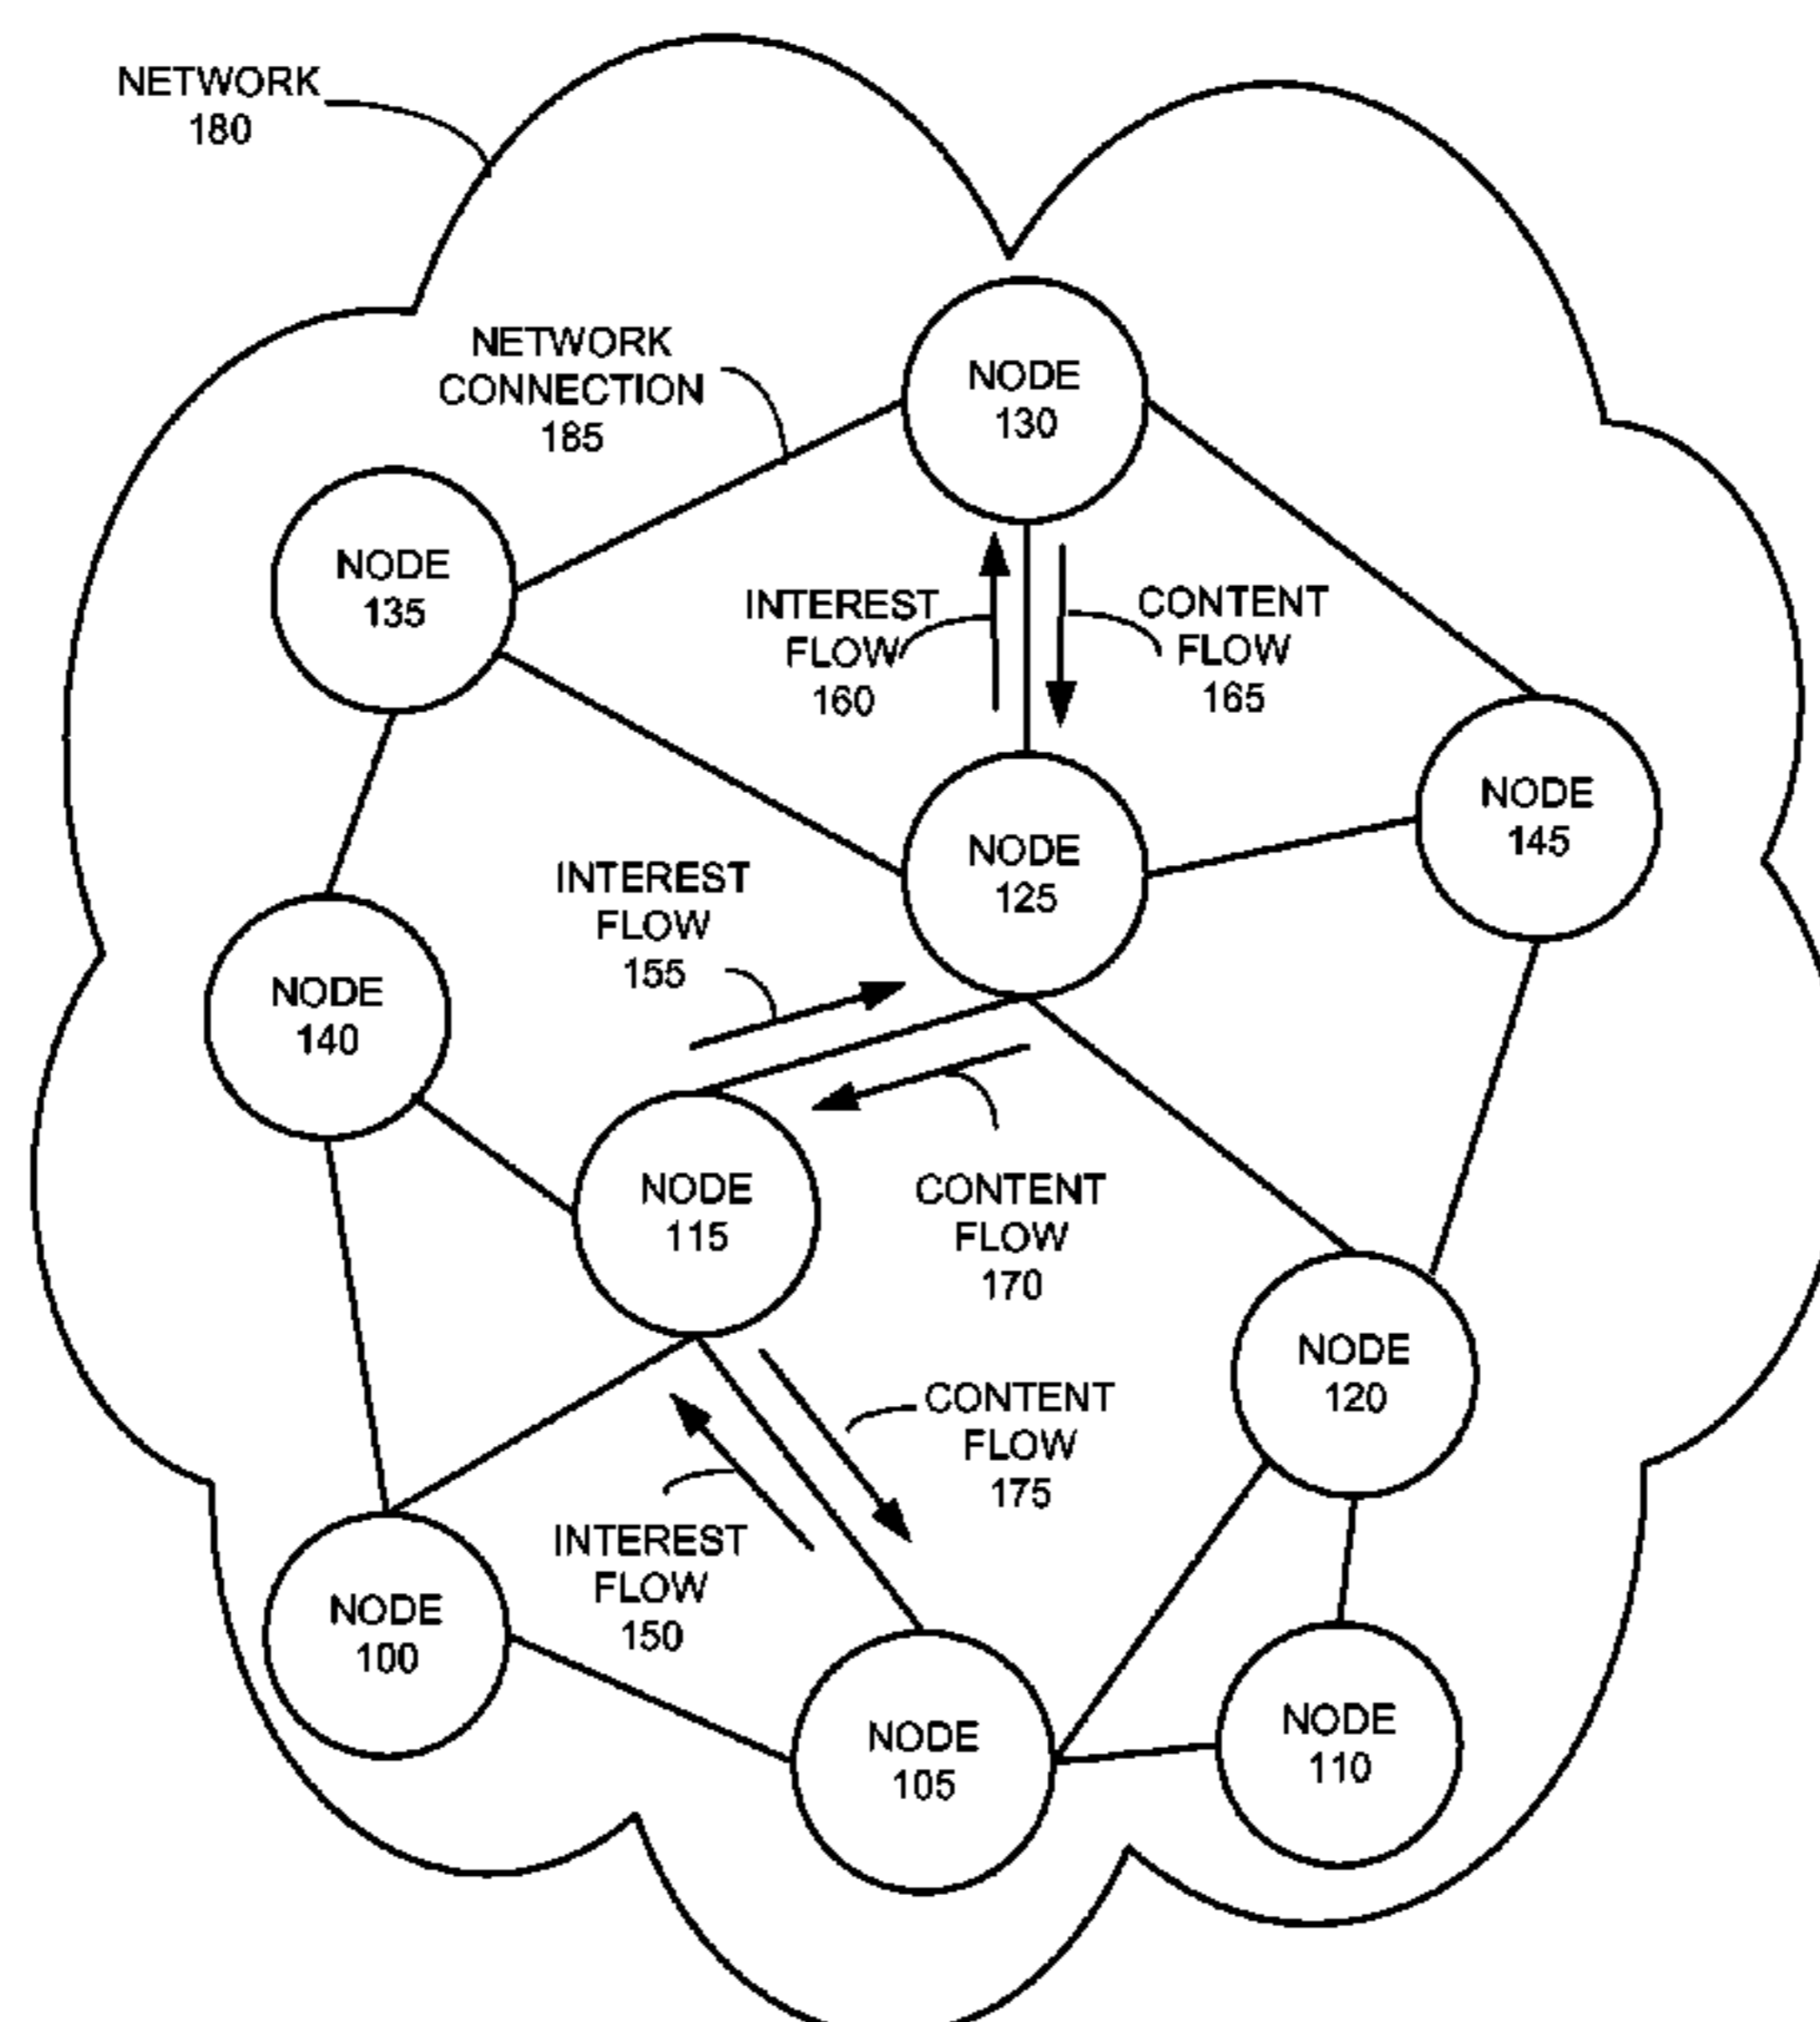 NETWORK
180
NETWORK
CONNECTION
185
NODE
130
NODE
135
INTEREST
FLOW
160
CONTENT
FLOW
165
NODE
145
NODE
125
INTEREST
FLOW
155
NODE
140
NODE
115
CONTENT
FLOW
170
NODE
120
CONTENT
FLOW
175
INTEREST
FLOW
150
NODE
100
NODE
105
NODE
110